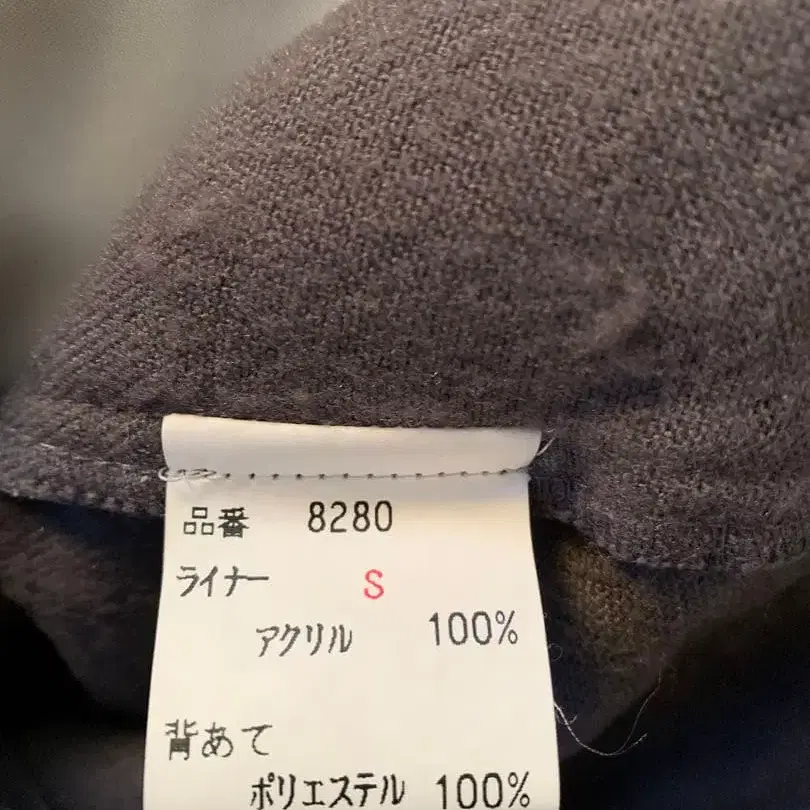 品番 8280
ライナー S
アクリル 100%
背あて
ポリエステル 100%